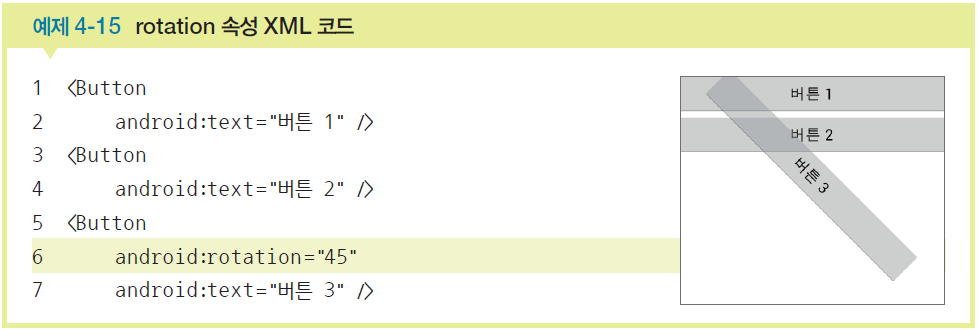 예제 4-15 rotation 속성 XML 코드
1 <Button
2 android:text="버튼 1" />
3 <Button
4 android:text="버튼 2" />
5 <Button
6 android:rotation="45"
7 android:text="버튼 3" />
버튼 1
버튼 2
버튼 3